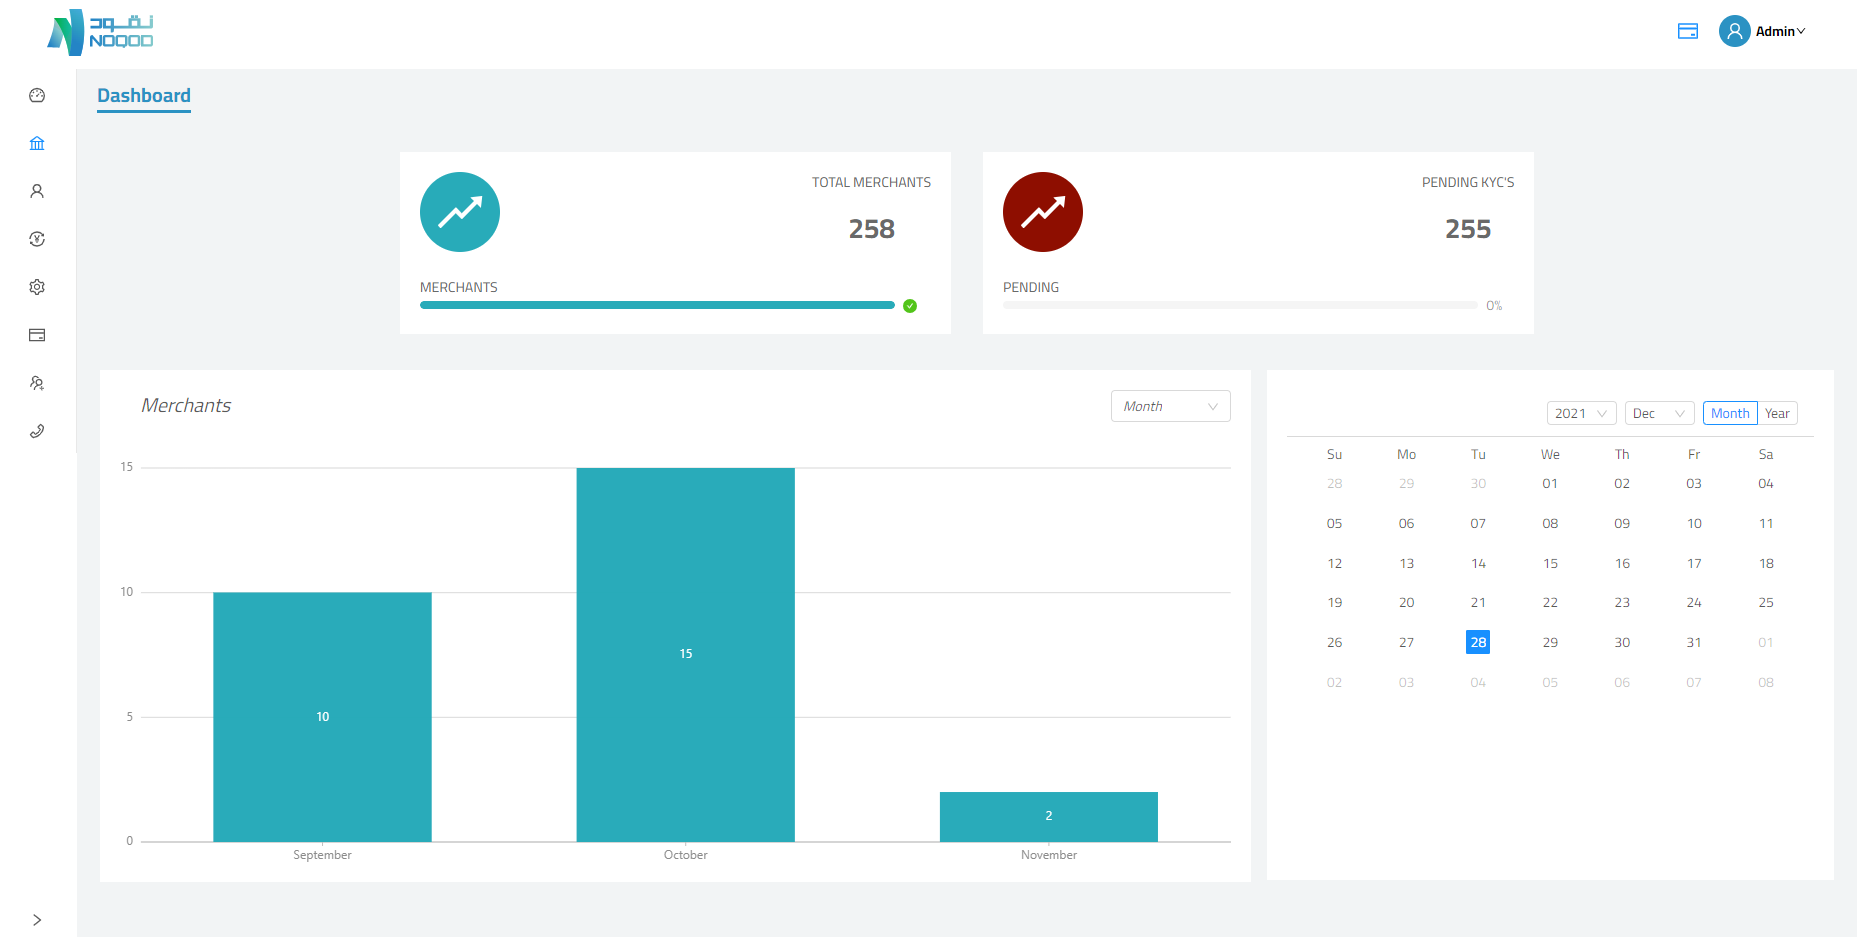 نـقـود
NOQOD
Admin
Dashboard
TOTAL MERCHANTS
258
MERCHANTS
PENDING KYC'S
255
PENDING
0%
Merchants
Month
15
10
5
0
10
15
2
September October November
2021 Dec Month Year
Su Mo Tu We Th Fr Sa
28 29 30 01 02 03 04
05 06 07 08 09 10 11
12 13 14 15 16 17 18
19 20 21 22 23 24 25
26 27 28 29 30 31 01
02 03 04 05 06 07 08